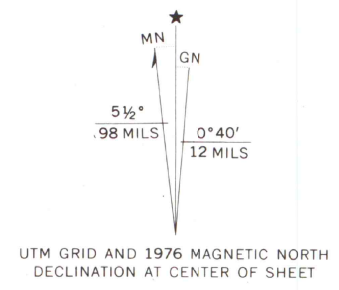 MN
GN
5½°
98 MILS
0°40'
12 MILS
UTM GRID AND 1976 MAGNETIC NORTH
DECLINATION AT CENTER OF SHEET